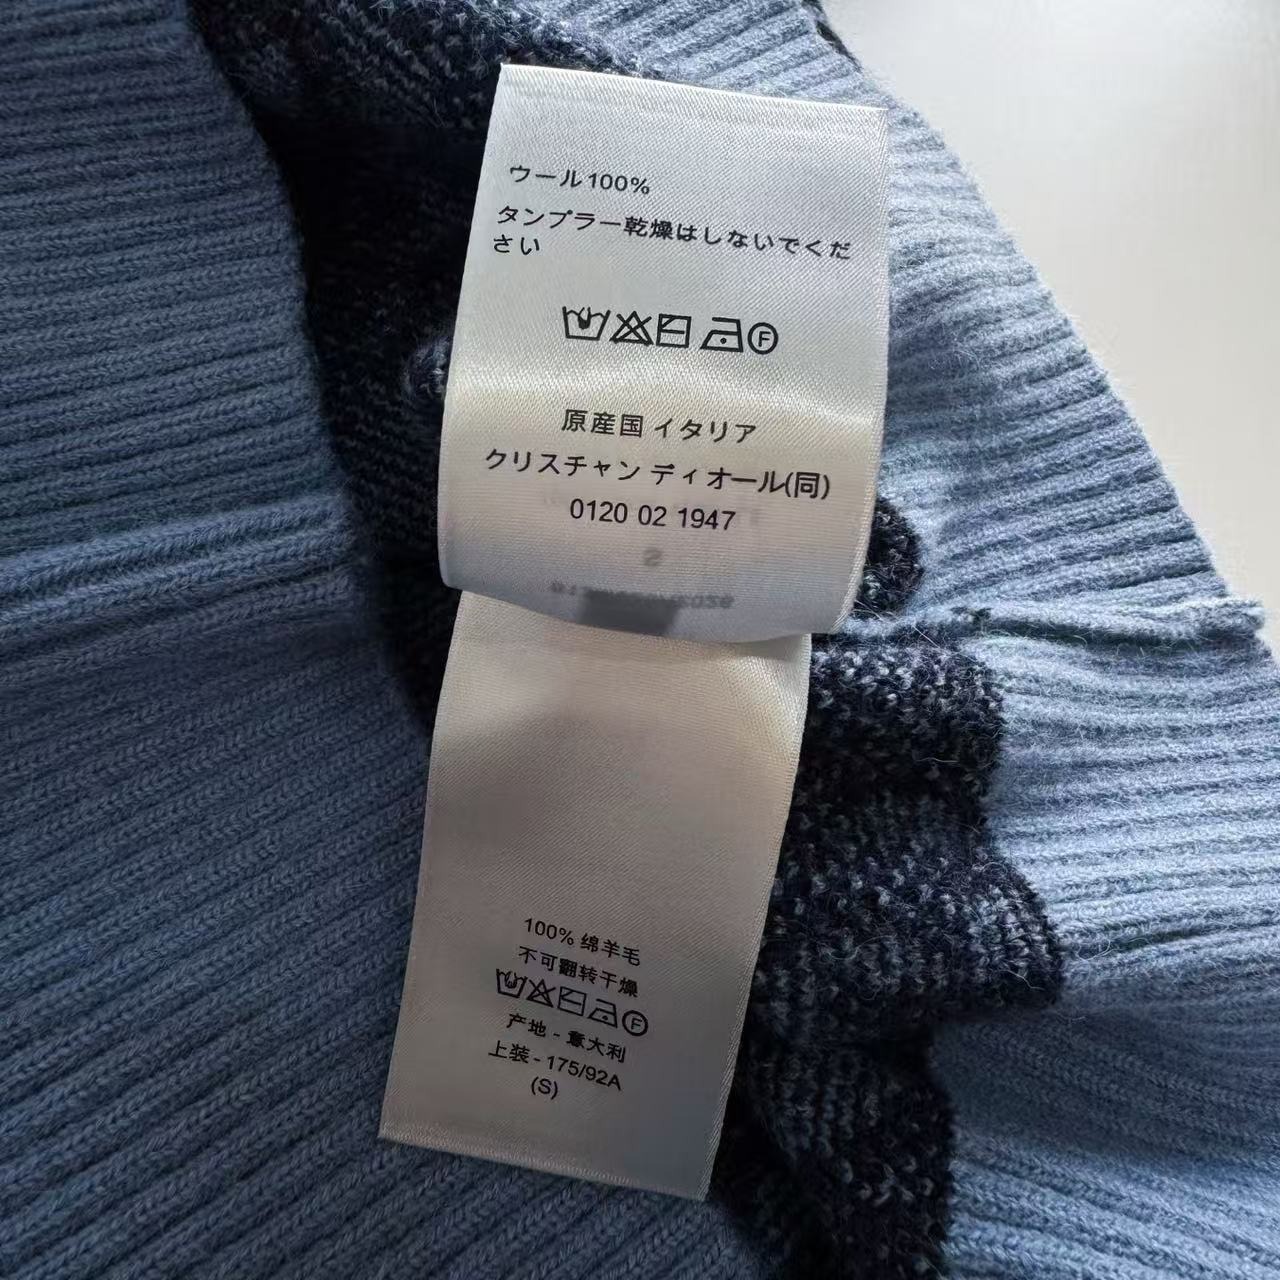 ウール100%
タンブラー乾燥はしないでくだ
さい
F
原産国 イタリア
クリスチャン ディオール(同)
0120 02 1947
S
100% 绵羊毛
不可翻转干燥
F
产地 - 意大利
上装 - 175/92A
(S)